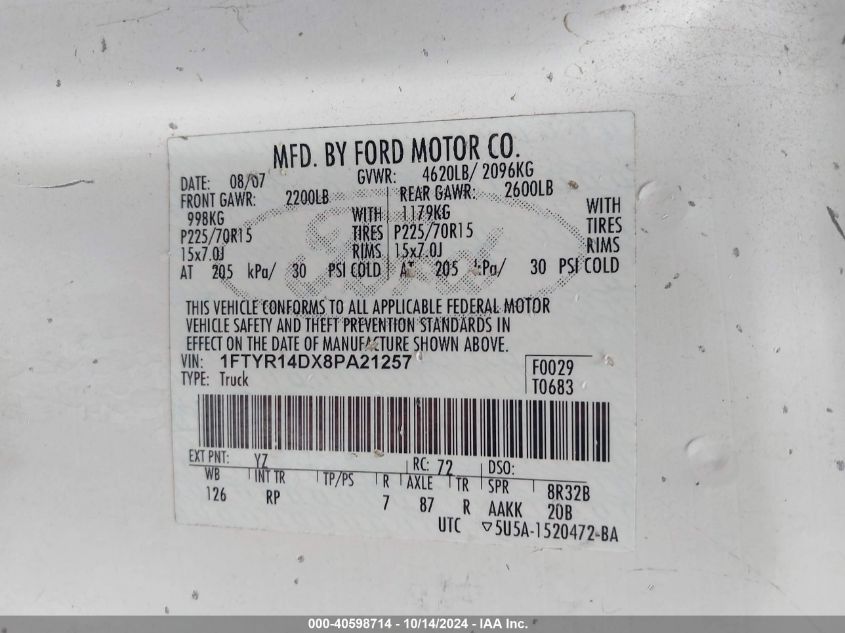 MFD. BY FORD MOTOR CO.
DATE: 08/07 GVWR: 4620LB/ 2096KG
FRONT GAWR: 2200LB REAR GAWR: 2600LB
998KG WITH 1179KG WITH
P225/70R15 TIRES P225/70R15 TIRES
15x7.0J RIMS 15x7.0J RIMS
AT 205 kPa/ 30 PSI COLD AT 205 kPa/ 30 PSI COLD
Ford
THIS VEHICLE CONFORMS TO ALL APPLICABLE FEDERAL MOTOR
VEHICLE SAFETY AND THEFT PREVENTION STANDARDS IN
EFFECT ON THE DATE OF MANUFACTURE SHOWN ABOVE.
VIN: 1FTYR14DX8PA21257 F0029
TYPE: Truck T0683
EXT PNT: YZ RC: 72 DSO:
WB INT TR TP/PS R AXLE TR SPR 8R32B
126 RP 7 87 R AAKK 20B
UTC ▽5U5A-1520472-BA
000-40598714 - 10/14/2024 - IAA Inc.